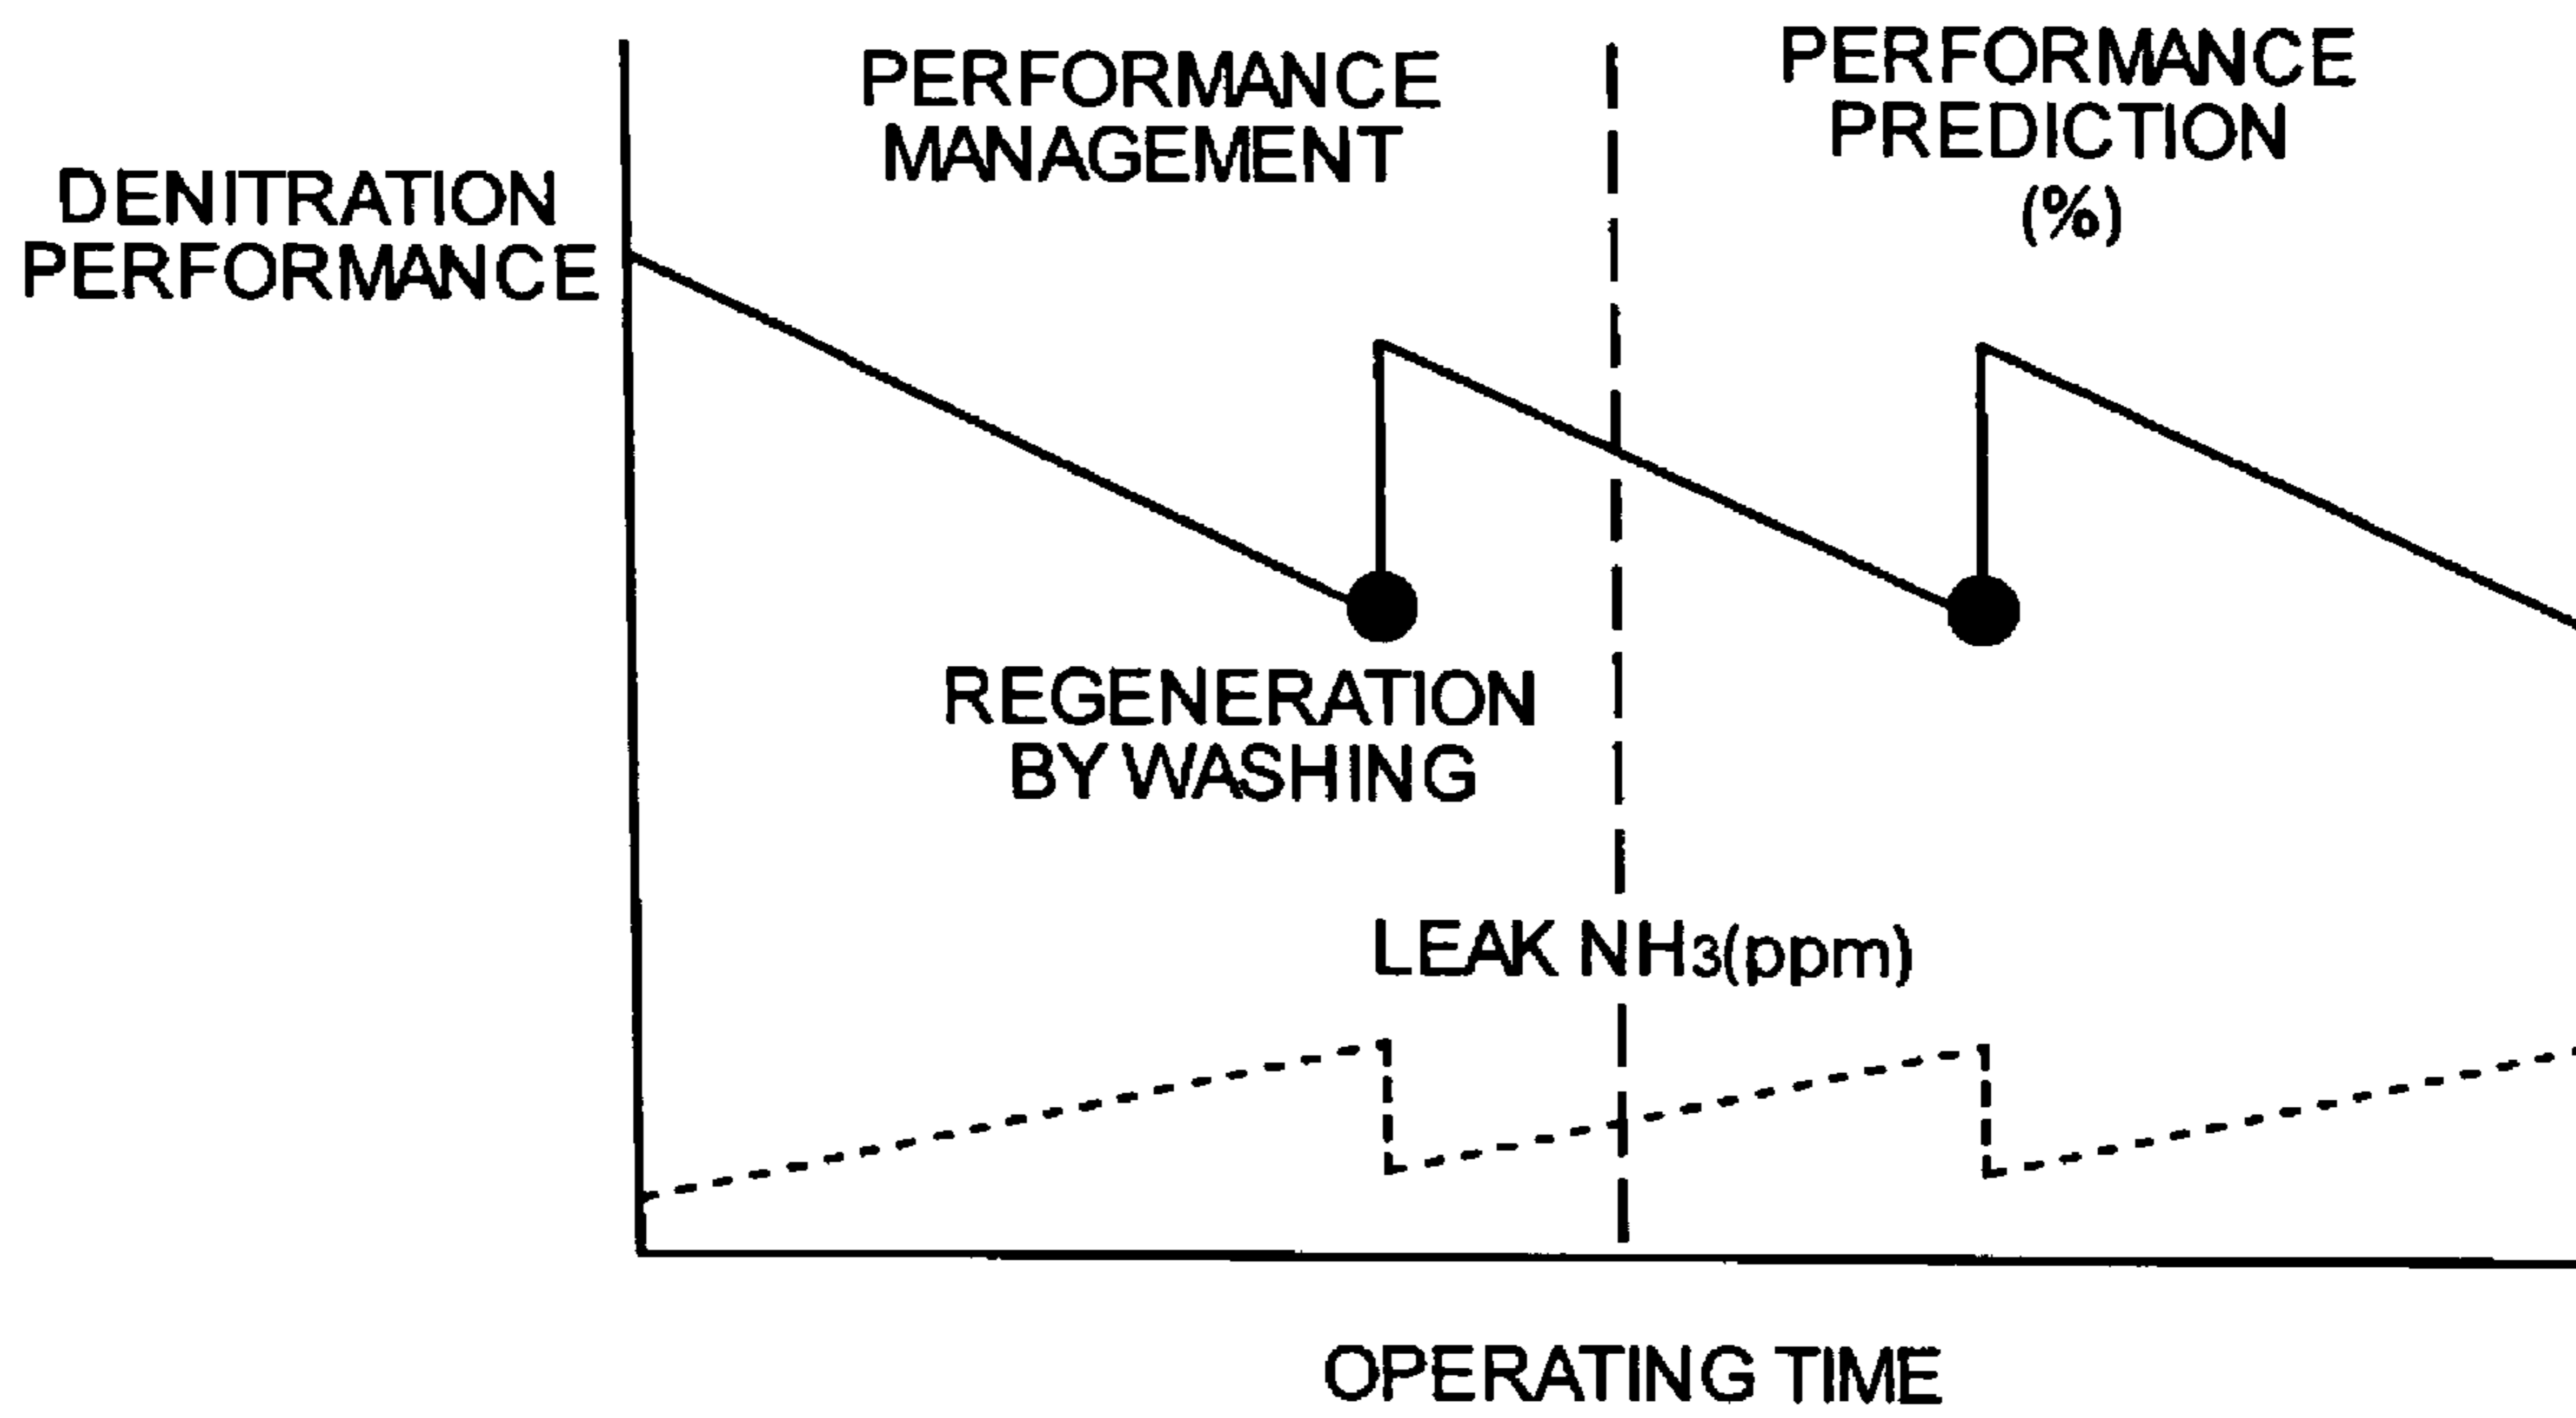 PERFORMANCE
MANAGEMENT
PERFORMANCE
PREDICTION
(%)
DENITRATION
PERFORMANCE
REGENERATION
BY WASHING
LEAK NH3(ppm)
OPERATING TIME